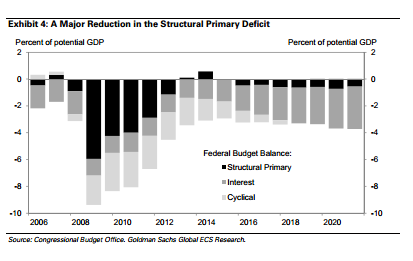 Exhibit 4: A Major Reduction in the Structural Primary Deficit
Percent of potential GDP Percent of potential GDP
2 2
0 0
-2 -2
-4 -4
Federal Budget Balance:
Structural Primary
-6 -6
Interest
-8 -8
Cyclical
-10 -10
2006 2008 2010 2012 2014 2016 2018 2020
Source: Congressional Budget Office. Goldman Sachs Global ECS Research.